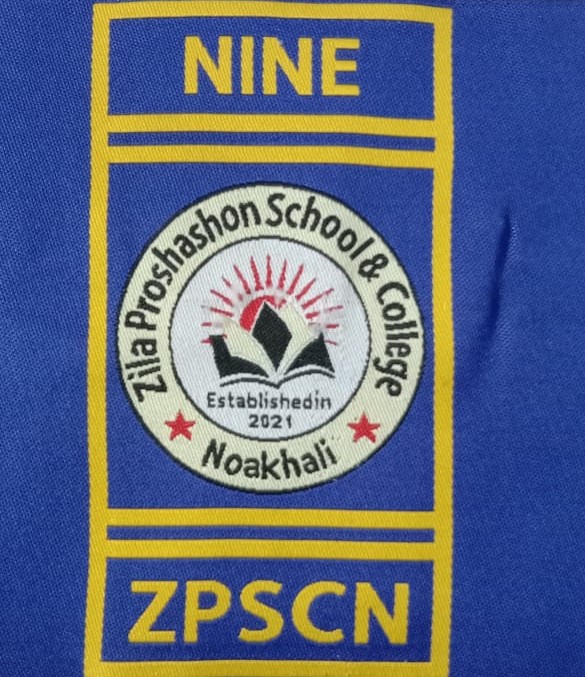 NINE
Zila Proshashon School & College
Establishedin
2021
Noakhali
ZPSCN